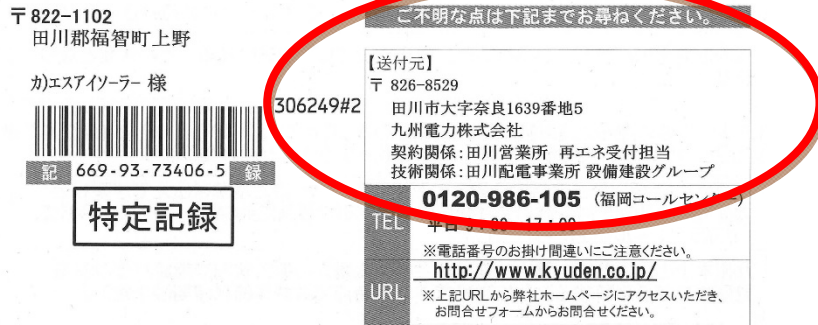 〒822-1102
田川郡福智町上野
カ)エスアイソーラー 様
306249#2
記 669-93-73406-5 録
特定記録
ご不明な点は下記までお尋ねください。
【送付元】
〒 826-8529
田川市大字奈良1639番地5
九州電力株式会社
契約関係:田川営業所 再エネ受付担当
技術関係:田川配電事業所 設備建設グループ
TEL
0120-986-105 (福岡コールセンター)
平日 9:00~17:00
※電話番号のお掛け間違いにご注意ください。
URL
http://www.kyuden.co.jp/
※上記URLから弊社ホームページにアクセスいただき、
お問合せフォームからお問合せください。